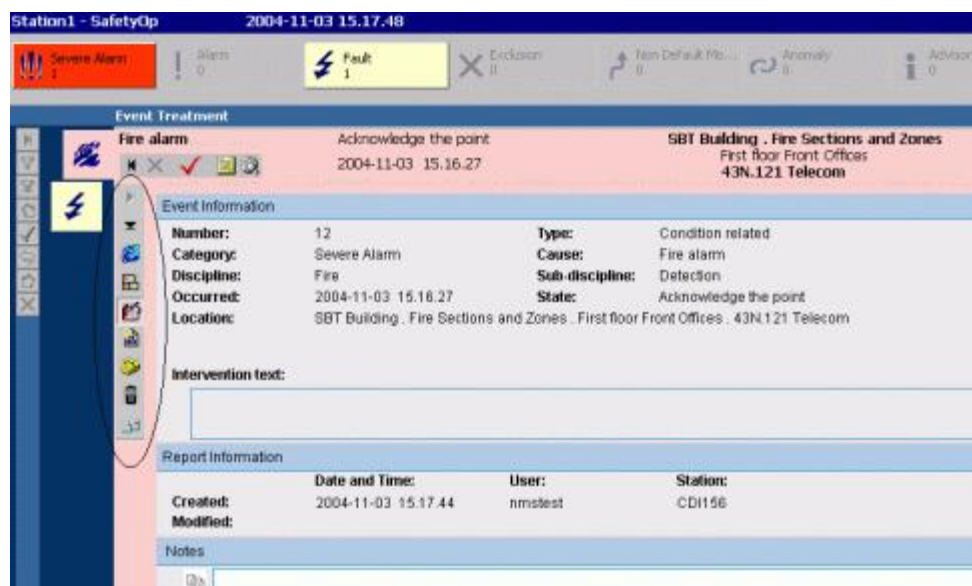 Station1 - SafetyOp 2004-11-03 15.17.48
Severe Alarm Alarm Fault Exclusion Non Default Mo... Anomaly Advisor
1 0 1 0 0 0 0
Event Treatment
Fire alarm Acknowledge the point SBT Building . Fire Sections and Zones
2004-11-03 15.16.27 First floor Front Offices
43N.121 Telecom
Event Information
Number: 12 Type: Condition related
Category: Severe Alarm Cause: Fire alarm
Discipline: Fire Sub-discipline: Detection
Occurred: 2004-11-03 15.16.27 State: Acknowledge the point
Location: SBT Building . Fire Sections and Zones . First floor Front Offices . 43N.121 Telecom
Intervention text:
Report Information
Date and Time: User: Station:
Created: 2004-11-03 15.17.44 nmstest CDI156
Modified:
Notes